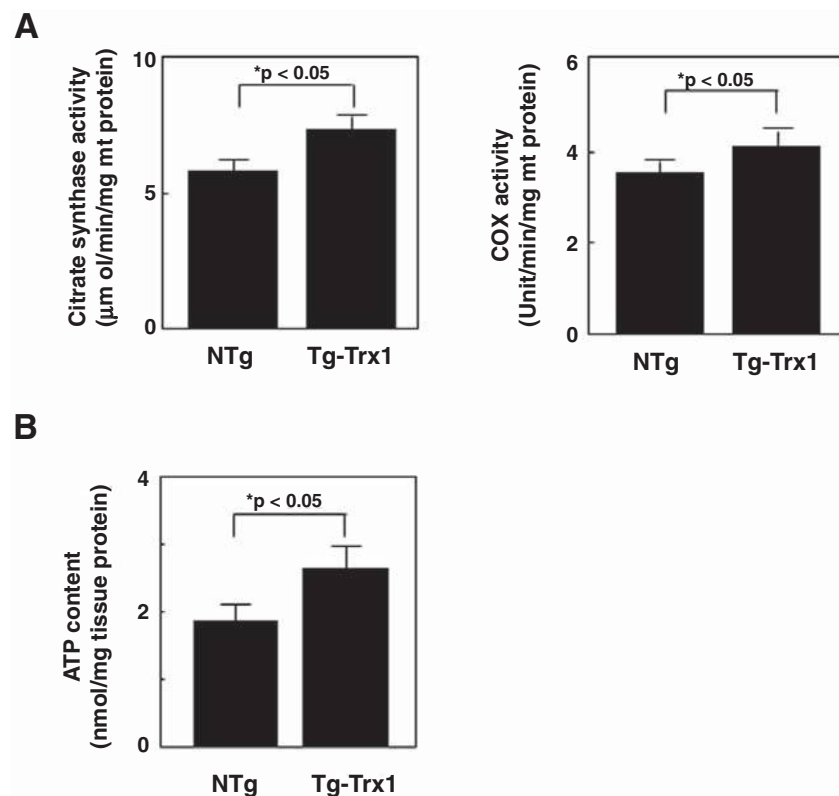 A
Citrate synthase activity
(µm ol/min/mg mt protein)
10
5
0
*p < 0.05
NTg Tg-Trx1
COX activity
(Unit/min/mg mt protein)
6
4
2
0
*p < 0.05
NTg Tg-Trx1
B
ATP content
(nmol/mg tissue protein)
4
2
0
*p < 0.05
NTg Tg-Trx1